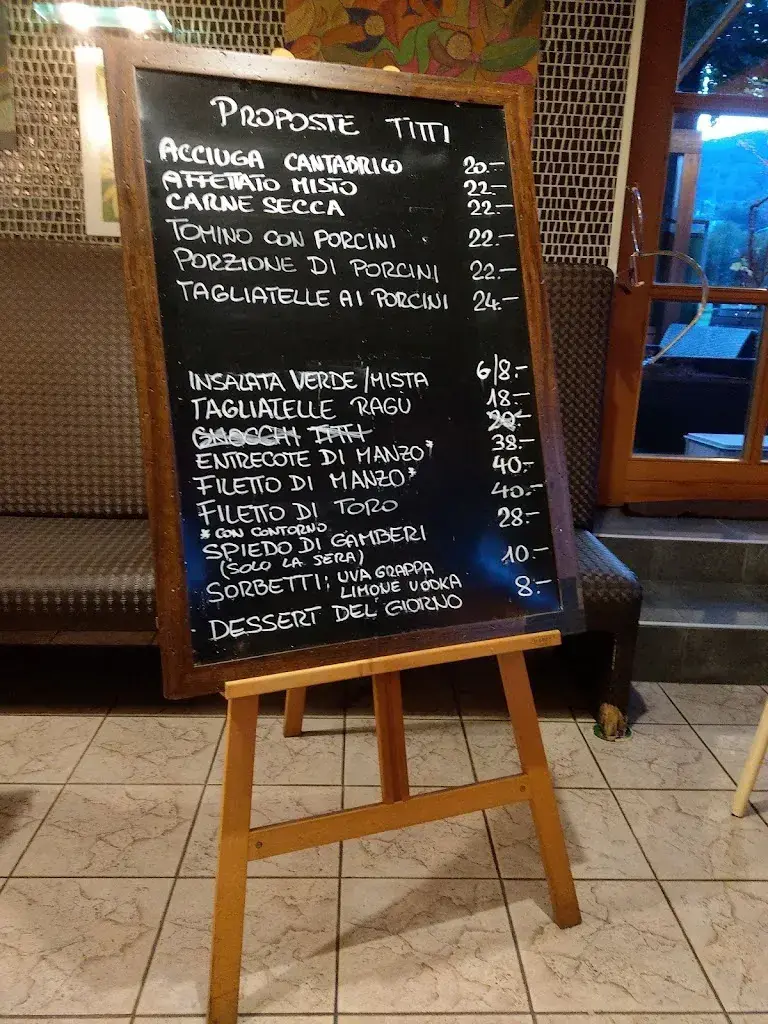 PROPOSTE TITTI
ACCIUGA CANTABRICO 20.—
AFFETTATO MISTO 22.—
CARNE SECCA 22.—
TOMINO CON PORCINI 22.—
PORZIONE DI PORCINI 22.—
TAGLIATELLE AI PORCINI 24.—
INSALATA VERDE/MISTA 6/8.—
TAGLIATELLE RAGÙ 18.—
GNOCCHI TITTI 20.—
ENTRECOTE DI MANZO* 38.—
FILETTO DI MANZO* 40.—
FILETTO DI TORO 40.—
* CON CONTORNO
SPIEDO DI GAMBERI 28.—
(SOLO LA SERA)
SORBETTI: UVA GRAPPA 10.—
LIMONE VODKA
DESSERT DEL GIORNO 8.—